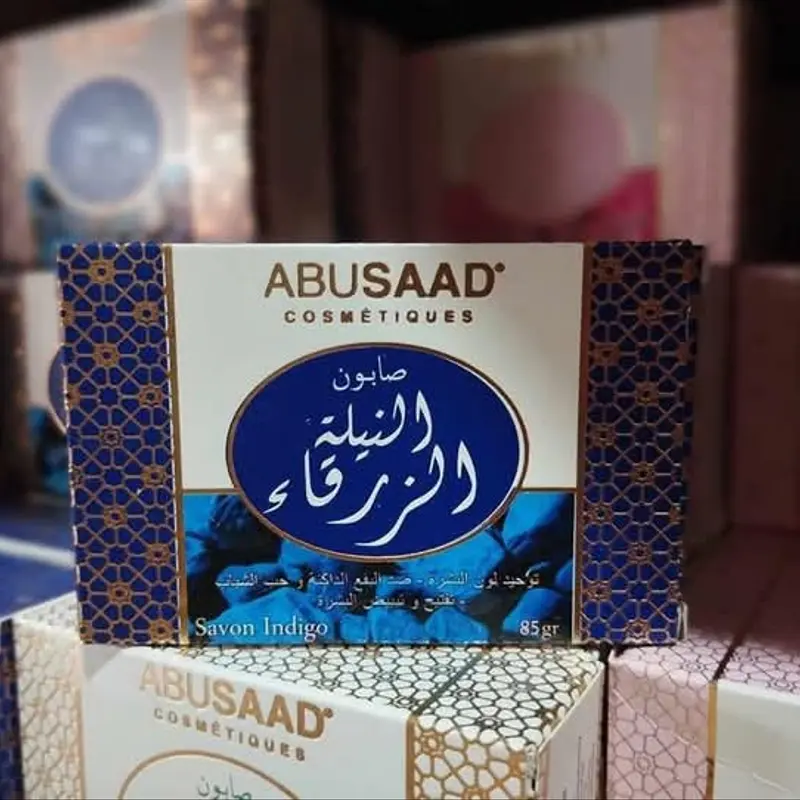 ABUSAAD
COSMÉTIQUES
صابون
النيلة
الزرقاء
توحيد لون البشرة - ضد البقع الداكنة و حب الشباب
- تفتيح و تبييض البشرة
Savon Indigo
85gr
ABUSAAD
COSMÉTIQUES
صابون